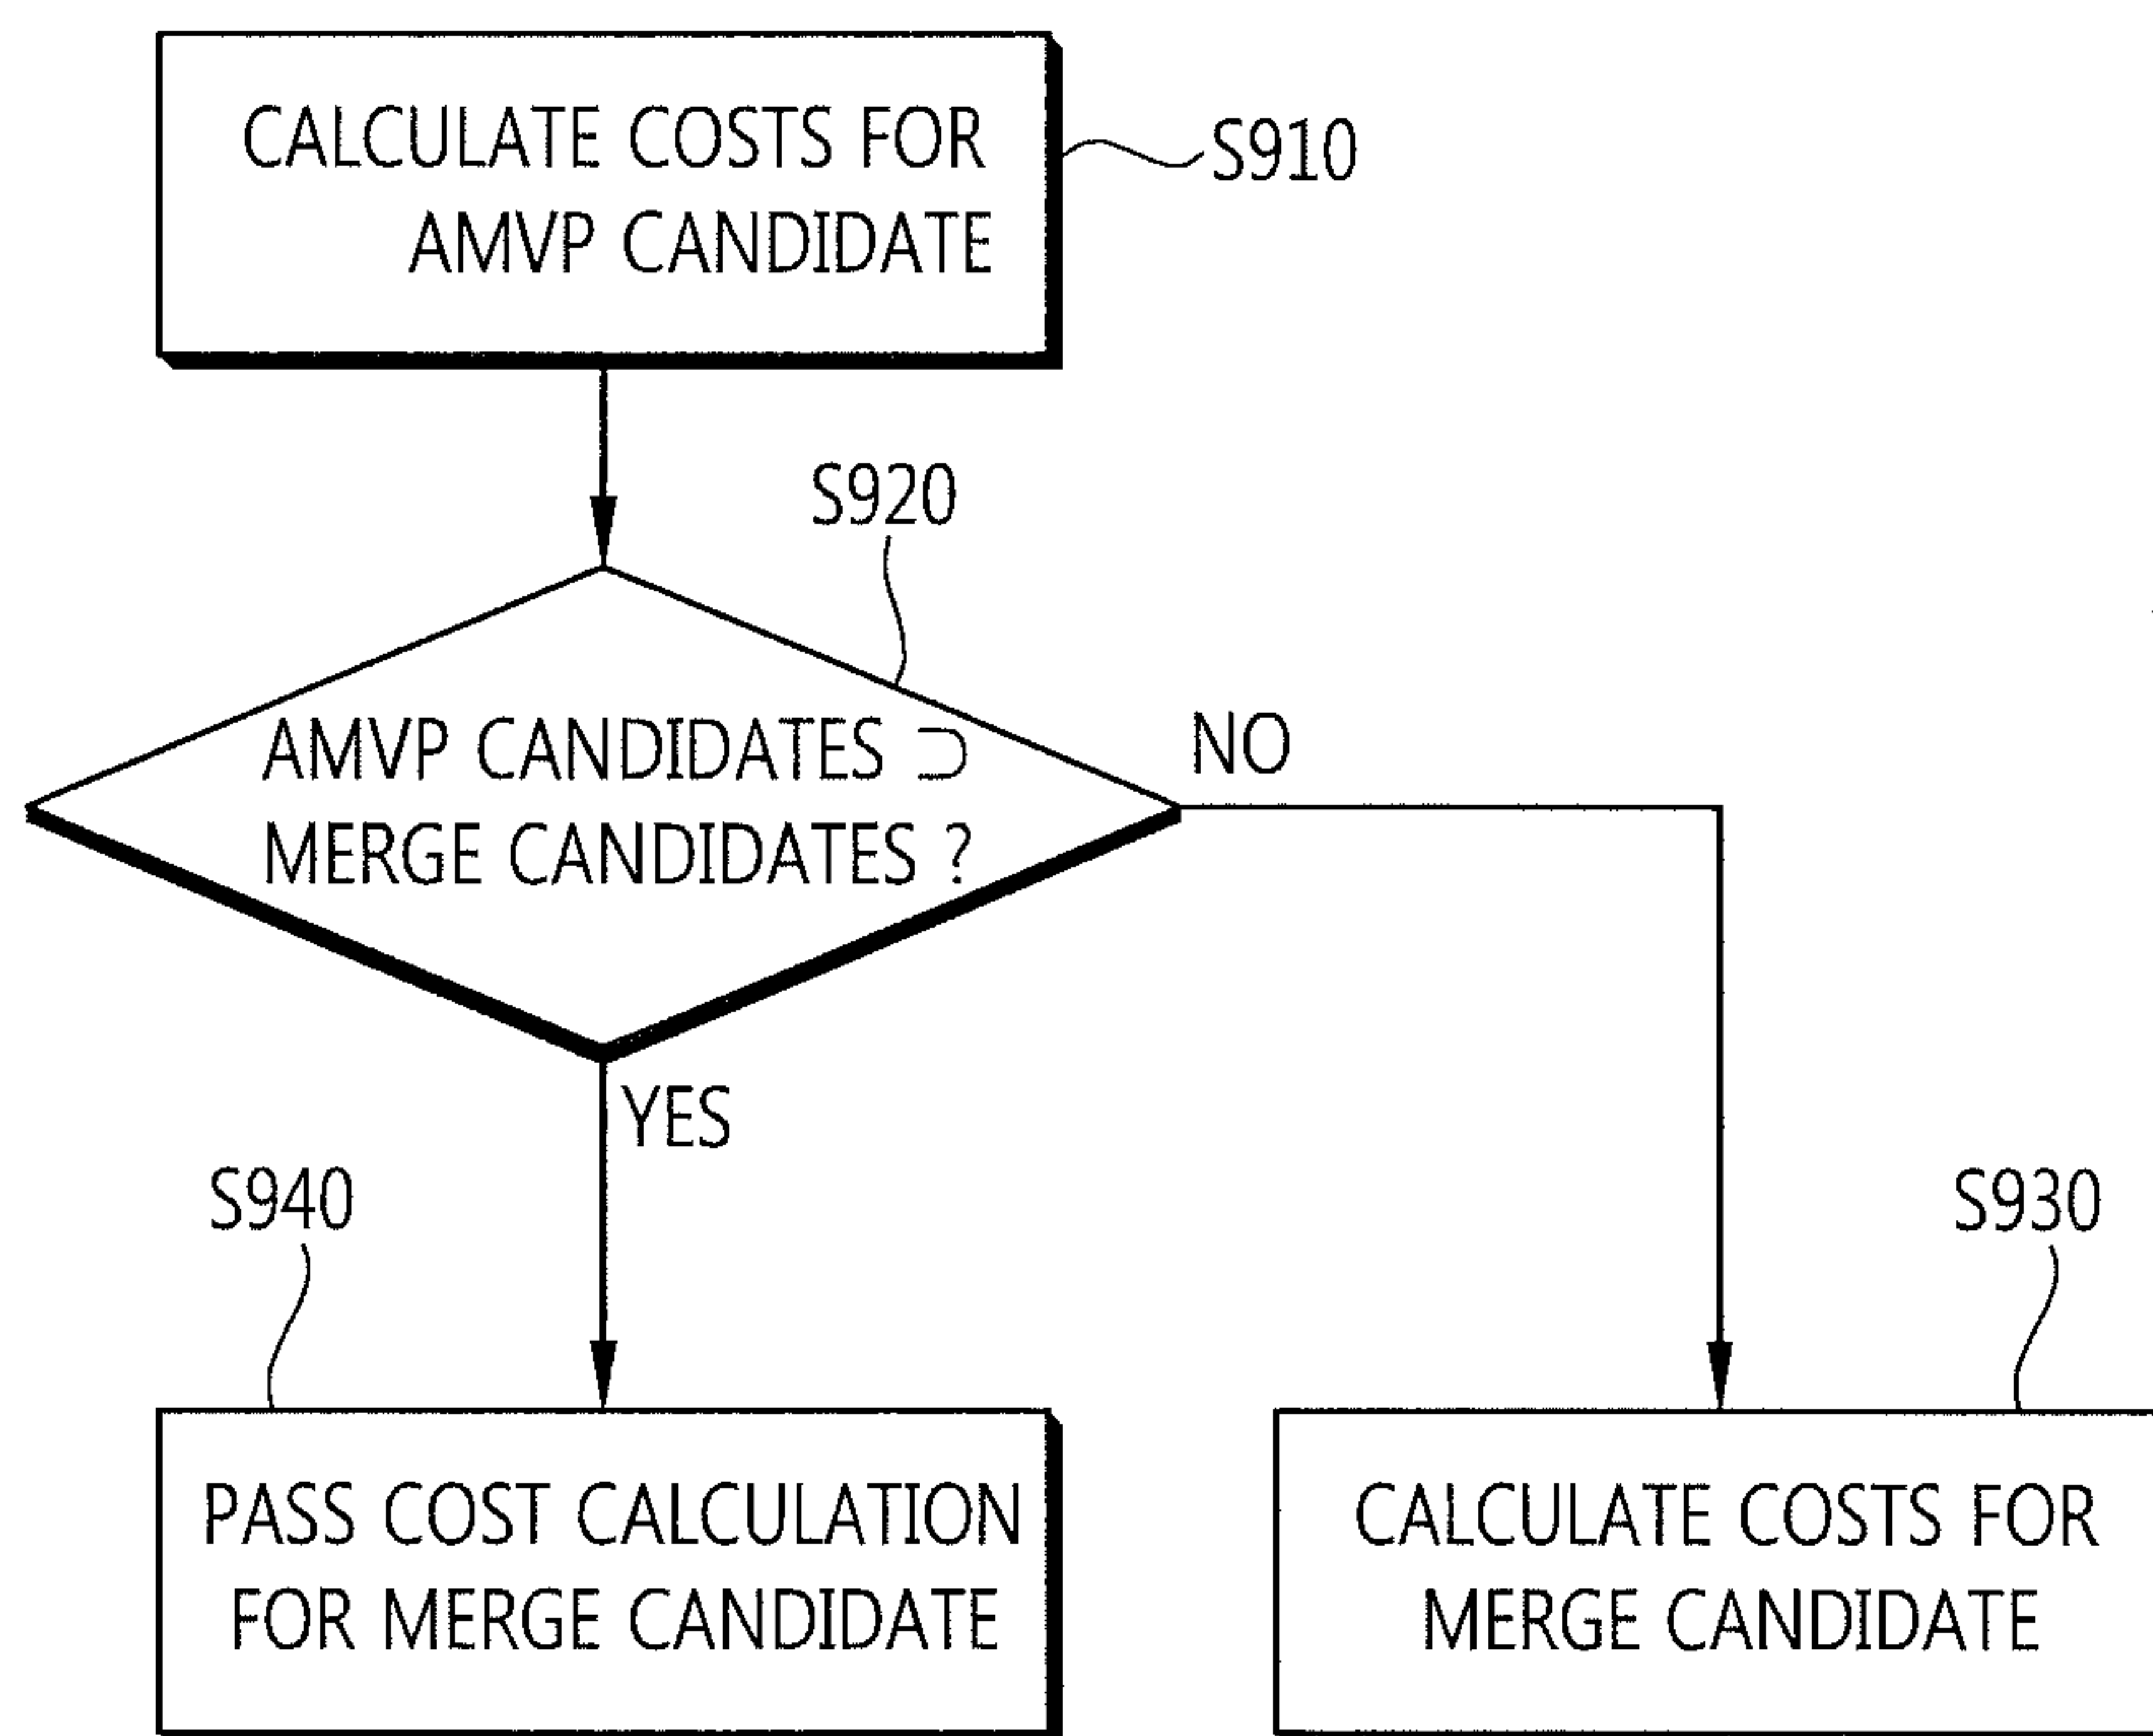 CALCULATE COSTS FOR
AMVP CANDIDATE
S910
S920
AMVP CANDIDATES ⊃
MERGE CANDIDATES ?
NO
YES
S940
S930
PASS COST CALCULATION
FOR MERGE CANDIDATE
CALCULATE COSTS FOR
MERGE CANDIDATE